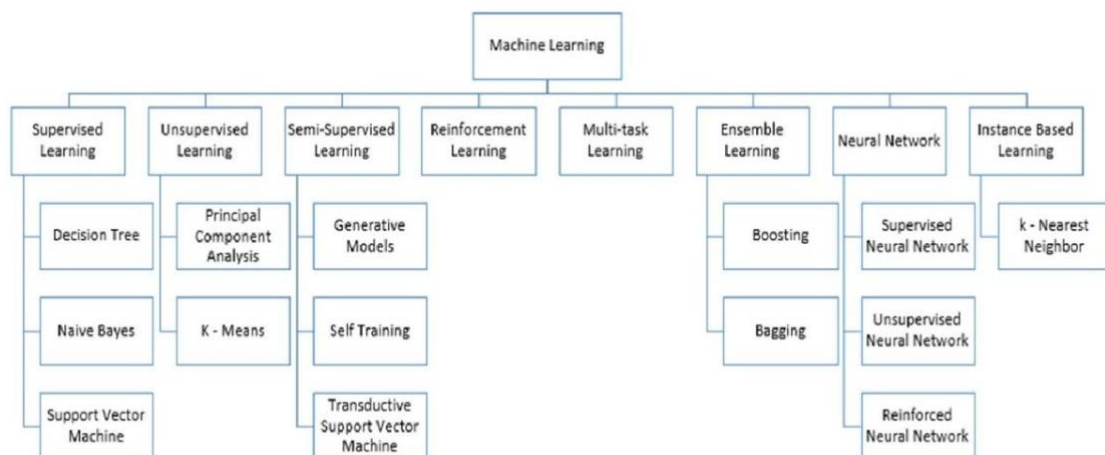 Machine Learning
Supervised
Learning
Unsupervised
Learning
Semi-Supervised
Learning
Reinforcement
Learning
Multi-task
Learning
Ensemble
Learning
Neural Network
Instance Based
Learning
Decision Tree
Principal
Component
Analysis
Generative
Models
Boosting
Supervised
Neural Network
k - Nearest
Neighbor
Naive Bayes
K - Means
Self Training
Bagging
Unsupervised
Neural Network
Support Vector
Machine
Transductive
Support Vector
Machine
Reinforced
Neural Network